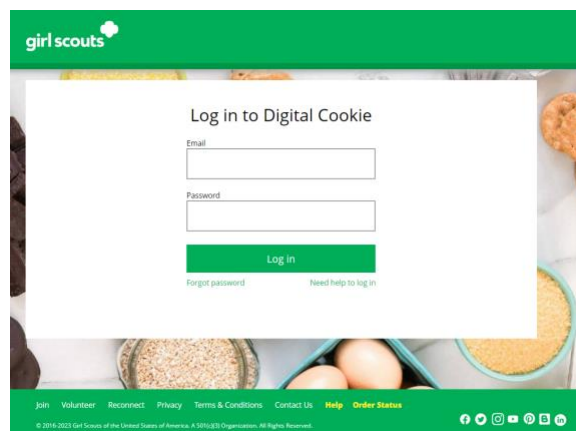 girl scouts
Log in to Digital Cookie
Email
Password
Log in
Forgot password Need help to log in
Join Volunteer Reconnect Privacy Terms & Conditions Contact Us Help Order Status
© 2016-2023 Girl Scouts of the United States of America. A 501(c)(3) Organization. All Rights Reserved.